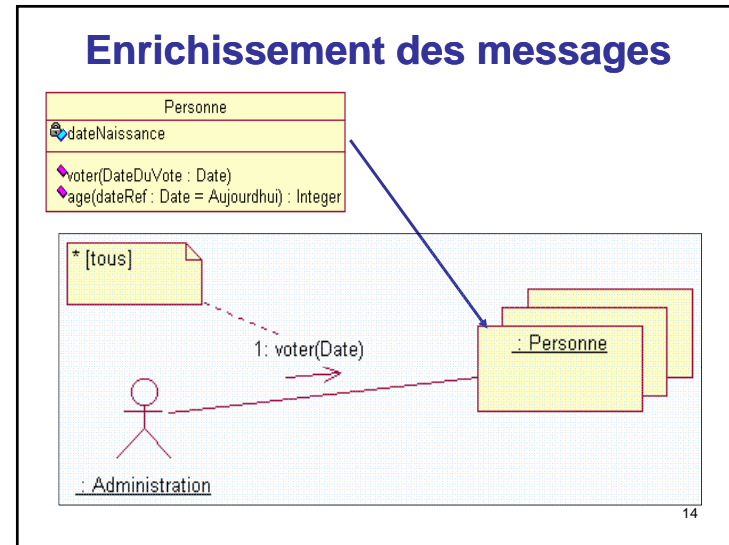 Enrichissement des messages
Personne
dateNaissance
voter(DateDuVote : Date)
age(dateRef : Date = Aujourdhui) : Integer
* [tous]
1: voter(Date)
: Personne
: Administration
14